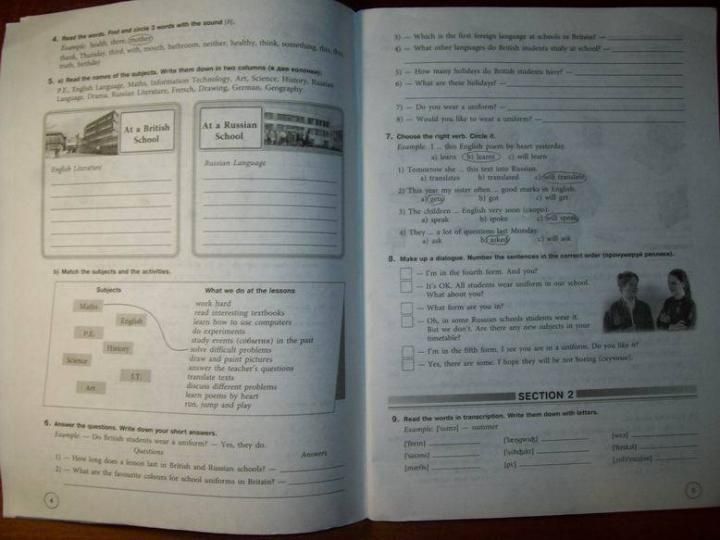 4. Read the words. Find and circle 3 words with the sound [ð].
Example: health, there, mother
thank, Thursday, third, with, mouth, bathroom, neither, healthy, think, something, this, this,
truth, birthday
5. a) Read the names of the subjects. Write them down in two columns (в две колонки).
P.E., English Language, Maths, Information Technology, Art, Science, History, Russian
Language, Drama, Russian Literature, French, Drawing, German, Geography
At a British
School
English Literature
At a Russian
School
Russian Language
b) Match the subjects and the activities.
Subjects
Maths
English
P.E.
History
Science
I.T.
Art
What we do at the lessons
work hard
read interesting textbooks
learn how to use computers
do experiments
study events (события) in the past
solve difficult problems
draw and paint pictures
answer the teacher's questions
translate texts
discuss different problems
learn poems by heart
run, jump and play
6. Answer the questions. Write down your short answers.
Example: — Do British students wear a uniform? — Yes, they do.
Questions Answers
1) — How long does a lesson last in British and Russian schools? —
2) — What are the favourite colours for school uniforms in Britain? —
4
3) — Which is the first foreign language at schools in Britain? —
4) — What other languages do British students study at school? —
5) — How many holidays do British students have? —
6) — What are these holidays? —
7) — Do you wear a uniform? —
8) — Would you like to wear a uniform? —
7. Choose the right verb. Circle it.
Example: I ... this English poem by heart yesterday.
a) learn b) learnt c) will learn
1) Tomorrow she ... this text into Russian.
a) translates b) translated c) will translate
2) This year my sister often ... good marks in English.
a) gets b) got c) will get
3) The children ... English very soon (скоро).
a) speak b) spoke c) will speak
4) They ... a lot of questions last Monday.
a) ask b) asked c) will ask
8. Make up a dialogue. Number the sentences in the correct order (пронумеруй реплики).
— I'm in the fourth form. And you?
— It's OK. All students wear uniform in our school.
What about you?
— What form are you in?
— Oh, in some Russian schools students wear it.
But we don't. Are there any new subjects in your
timetable?
— I'm in the fifth form. I see you are in a uniform. Do you like it?
— Yes, there are some. I hope they will not be boring (скучные).
SECTION 2
9. Read the words in transcription. Write them down with letters.
Example: ['sʌmə] — summer
5